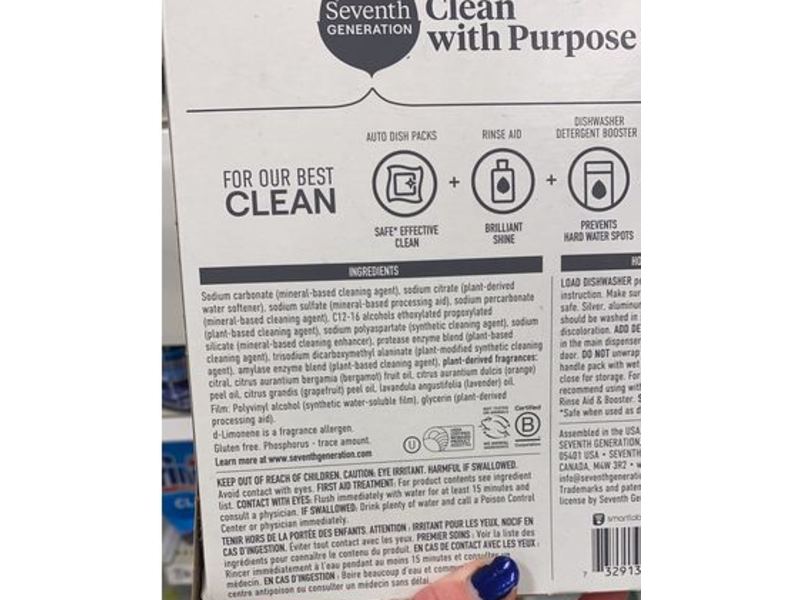 Seventh
GENERATION
Clean
with Purpose
FOR OUR BEST
CLEAN
AUTO DISH PACKS
SAFE* EFFECTIVE
CLEAN
+
RINSE AID
BRILLIANT
SHINE
+
DISHWASHER
DETERGENT BOOSTER
PREVENTS
HARD WATER SPOTS
INGREDIENTS
Sodium carbonate (mineral-based cleaning agent), sodium citrate (plant-derived
water softener), sodium sulfate (mineral-based processing aid), sodium percarbonate
(mineral-based cleaning agent), C12-16 alcohols ethoxylated propoxylated
(plant-based cleaning agent), sodium polyaspartate (synthetic cleaning agent), sodium
silicate (mineral-based cleaning enhancer), protease enzyme blend (plant-based
cleaning agent), trisodium dicarboxymethyl alaninate (plant-modified synthetic cleaning
agent), amylase enzyme blend (plant-based cleaning agent), plant-derived fragrances:
citral, citrus aurantium bergamia (bergamot) fruit oil, citrus aurantium dulcis (orange)
peel oil, citrus grandis (grapefruit) peel oil, lavandula angustifolia (lavender) oil.
Film: Polyvinyl alcohol (synthetic water-soluble film), glycerin (plant-derived
processing aid).
d-Limonene is a fragrance allergen.
Gluten free. Phosphorus - trace amount.
Learn more at www.seventhgeneration.com
U
Certified
B
Corporation
KEEP OUT OF REACH OF CHILDREN. CAUTION: EYE IRRITANT. HARMFUL IF SWALLOWED.
Avoid contact with eyes. FIRST AID TREATMENT: For product contents see ingredient
list. CONTACT WITH EYES: Flush immediately with water for at least 15 minutes and
consult a physician. IF SWALLOWED: Drink plenty of water and call a Poison Control
Center or physician immediately.
TENIR HORS DE LA PORTÉE DES ENFANTS. ATTENTION : IRRITANT POUR LES YEUX. NOCIF EN
CAS D'INGESTION. Éviter tout contact avec les yeux. PREMIER SOINS : Voir la liste des
ingrédients pour connaître le contenu du produit. EN CAS DE CONTACT AVEC LES YEUX :
Rincer immédiatement à l'eau pendant au moins 15 minutes et consulter un
médecin. EN CAS D'INGESTION : Boire beaucoup d'eau et
centre antipoison ou consulter un médecin sans délai.
HO
LOAD DISHWASHER
instruction. Make sur
safe. Silver, aluminu
should be washed in
discoloration. ADD DE
in the main dispense
door. DO NOT unwrap
handle pack with wet
close for storage. For
recommend using wit
Rinse Aid & Booster. S
*Safe when used as d
Assembled in the USA
SEVENTH GENERATION,
05401 USA • SEVENTH
CANADA, M4W 3R2 •
info@seventhgenerati
Trademarks and paten
license by Seventh Ge
smartlab
7 32913
CL